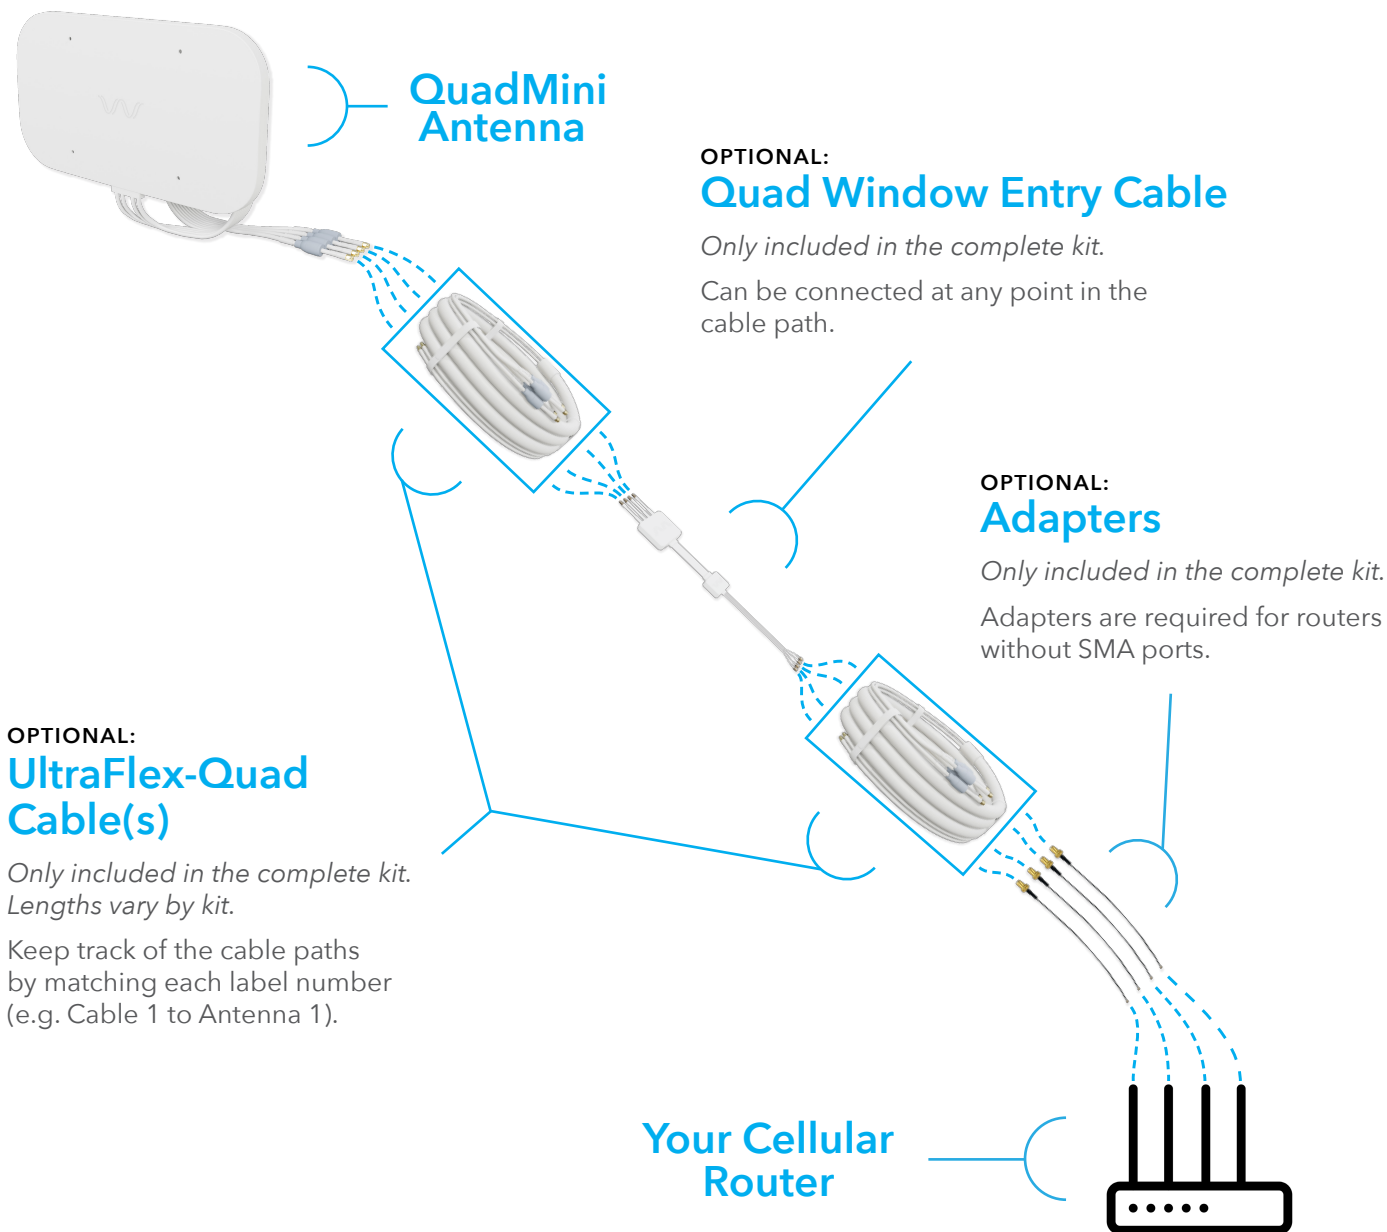 QuadMini
Antenna
OPTIONAL:
Quad Window Entry Cable
Only included in the complete kit.
Can be connected at any point in the
cable path.
OPTIONAL:
Adapters
Only included in the complete kit.
Adapters are required for routers
without SMA ports.
OPTIONAL:
UltraFlex-Quad
Cable(s)
Only included in the complete kit.
Lengths vary by kit.
Keep track of the cable paths
by matching each label number
(e.g. Cable 1 to Antenna 1).
Your Cellular
Router